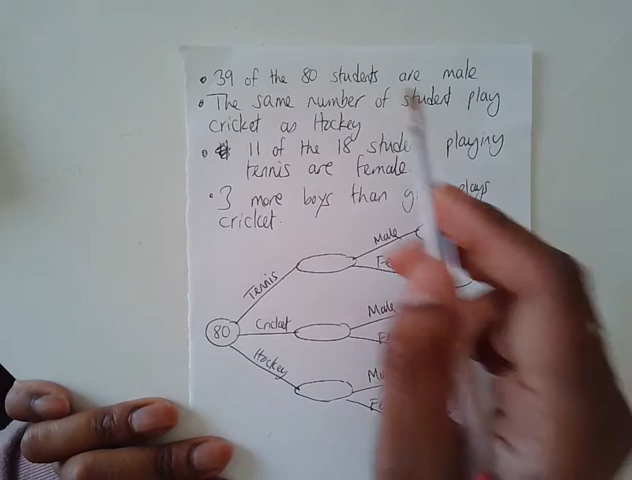 • 39 of the 80 students are male
• The same number of student play
cricket as Hockey
• 11 of the 18 stude playing
tennis are female.
• 3 more boys than g plays
cricket.
Male
Fe
Tennis
80
Cricket
Male
Hockey